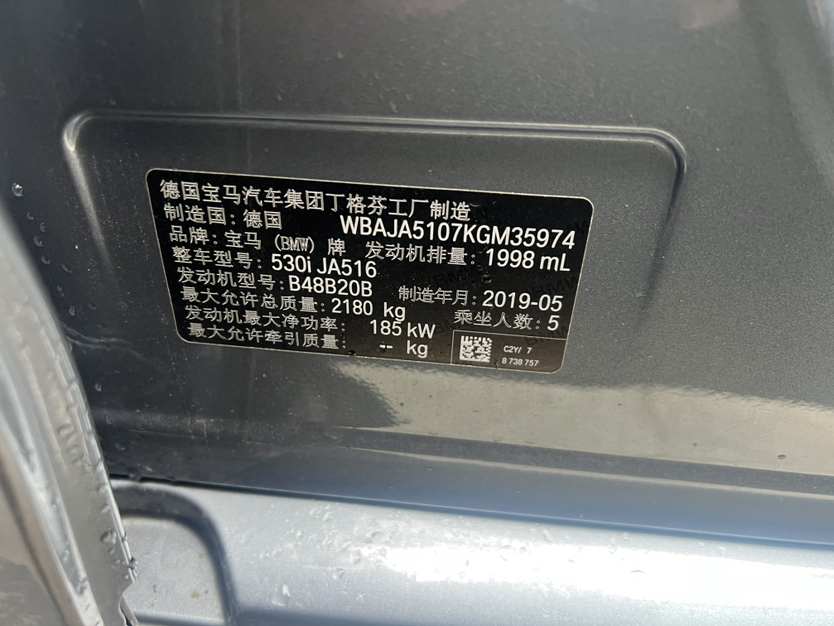 德国宝马汽车集团丁格芬工厂制造
制造国：德国 WBAJA5107KGM35974
品牌：宝马（BMW）牌 发动机排量：1998 mL
整车型号：530i JA516
发动机型号：B48B20B 制造年月：2019-05
最大允许总质量：2180 kg 乘坐人数：5
发动机最大净功率： 185 kW
最大允许牵引质量： -- kg
C2Y/ 7
8 738 757